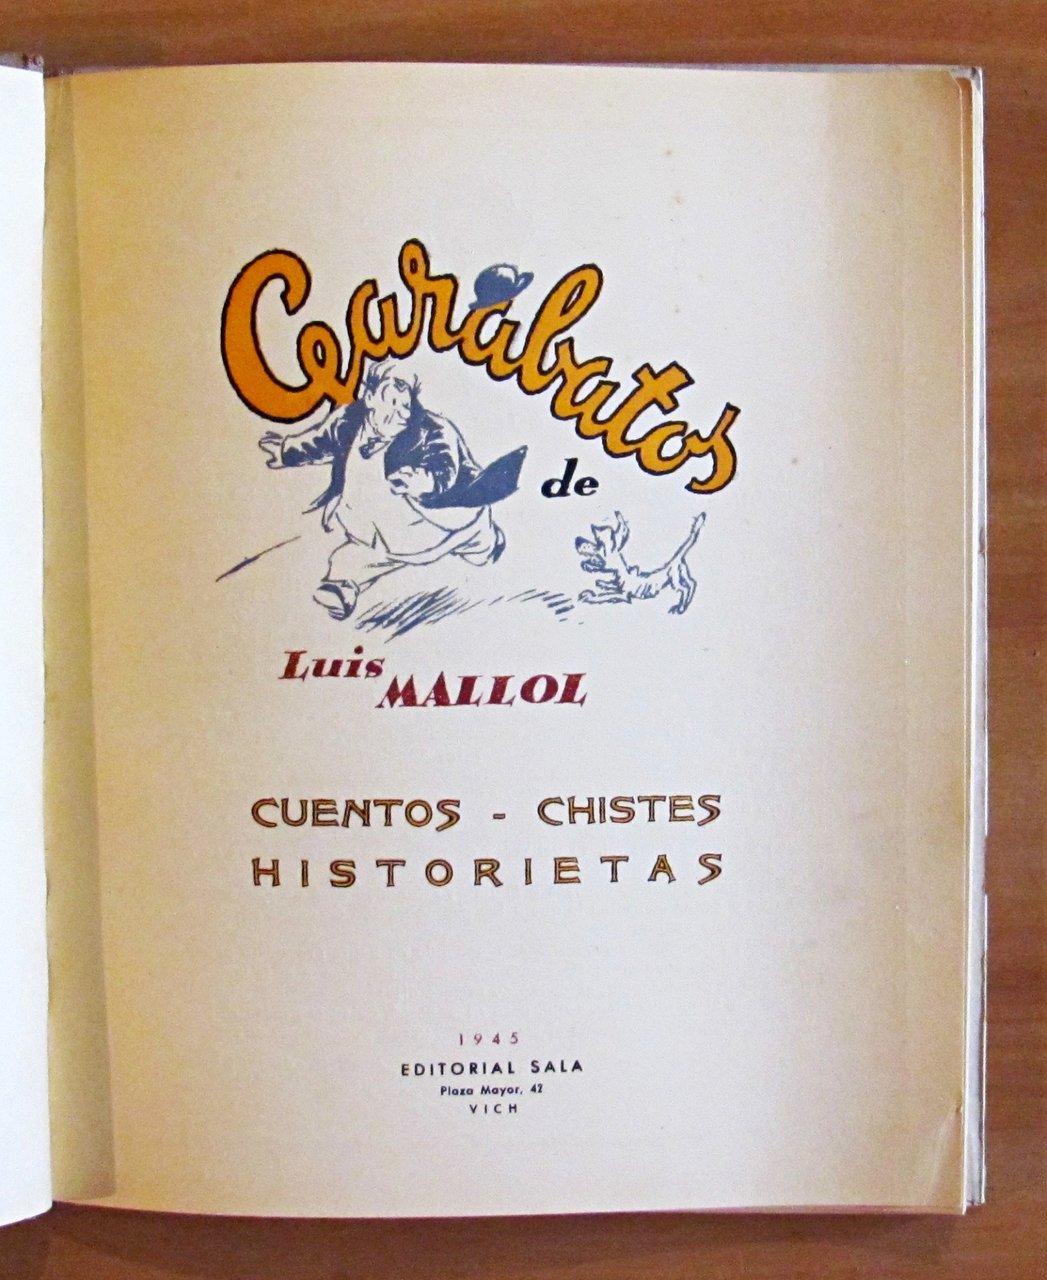 Garabatos
de
Luis
MALLOL
CUENTOS - CHISTES
HISTORIETAS
1945
EDITORIAL SALA
Plaza Mayor, 42
VICH